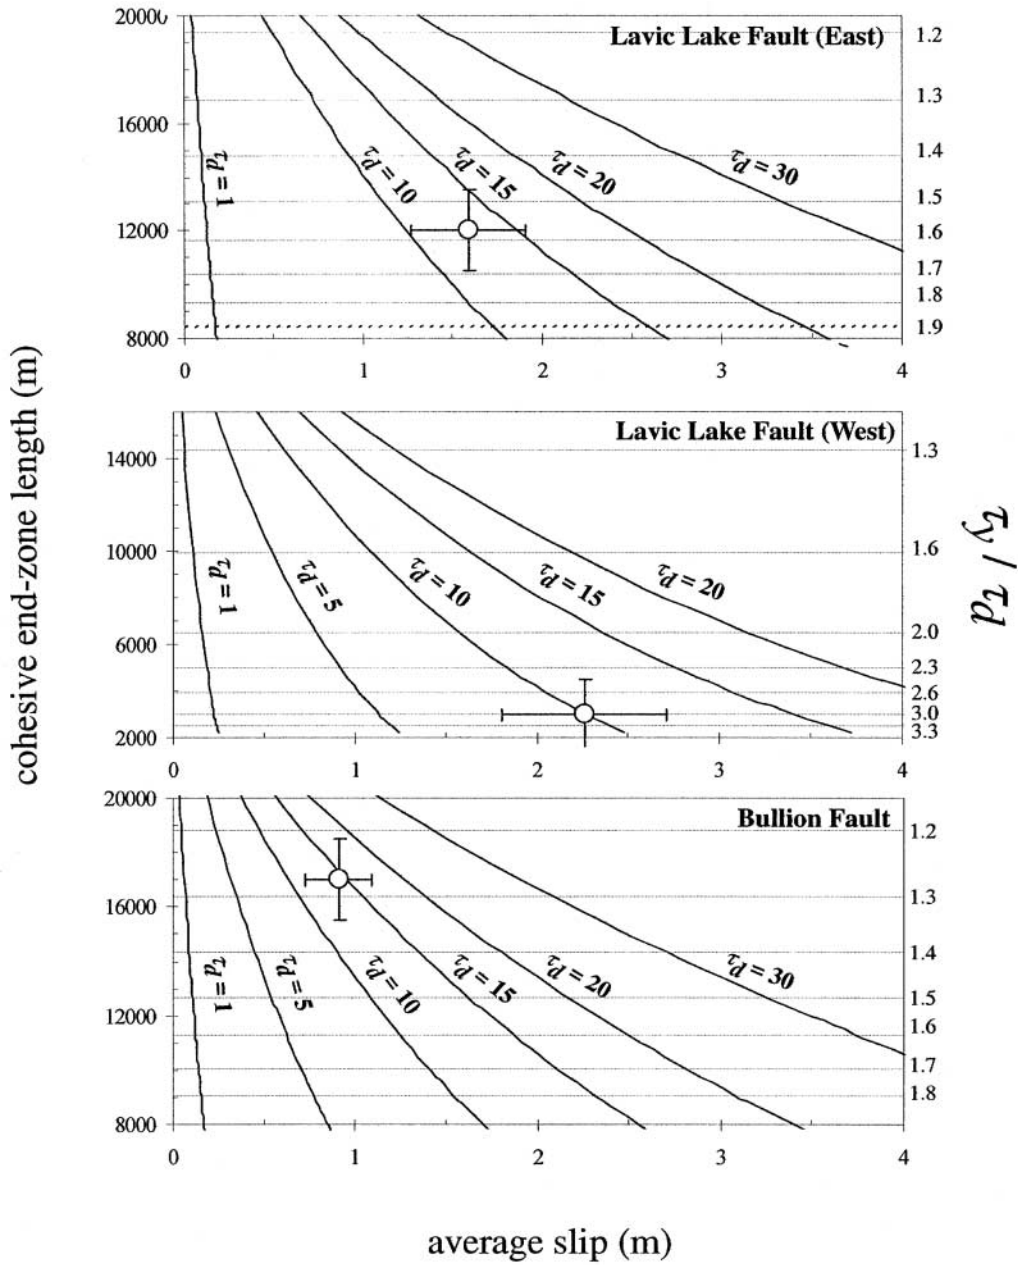 Lavic Lake Fault (East)
20000
16000
12000
8000
τd = 1
τd = 10
τd = 15
τd = 20
τd = 30
1.2
1.3
1.4
1.5
1.6
1.7
1.8
1.9
0 1 2 3 4
Lavic Lake Fault (West)
14000
10000
6000
2000
τd = 1
τd = 5
τd = 10
τd = 15
τd = 20
1.3
1.6
2.0
2.3
2.6
3.0
3.3
0 1 2 3 4
Bullion Fault
20000
16000
12000
8000
τd = 1
τd = 5
τd = 10
τd = 15
τd = 20
τd = 30
1.2
1.3
1.4
1.5
1.6
1.7
1.8
0 1 2 3 4
cohesive end-zone length (m)
τy / τd
average slip (m)